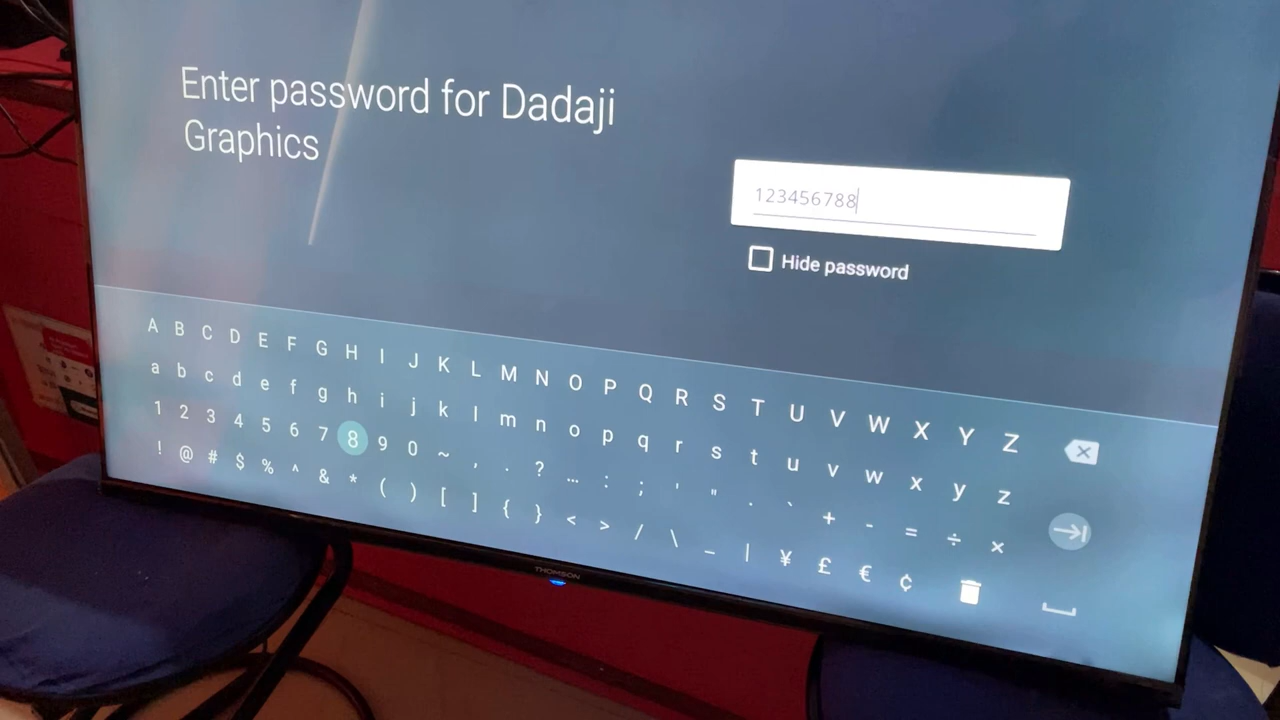 Enter password for Dadaji
Graphics
123456788
Hide password
A B C D E F G H I J K L M N O P Q R S T U V W X Y Z
a b c d e f g h i j k l m n o p q r s t u v w x y z
1 2 3 4 5 6 7 8 9 0 ~ , . ? … : ; ' " · ` + - = ÷ ×
! @ # $ % ^ & * ( ) [ ] { } < > / \ _ | ¥ £ € ¢
THOMSON